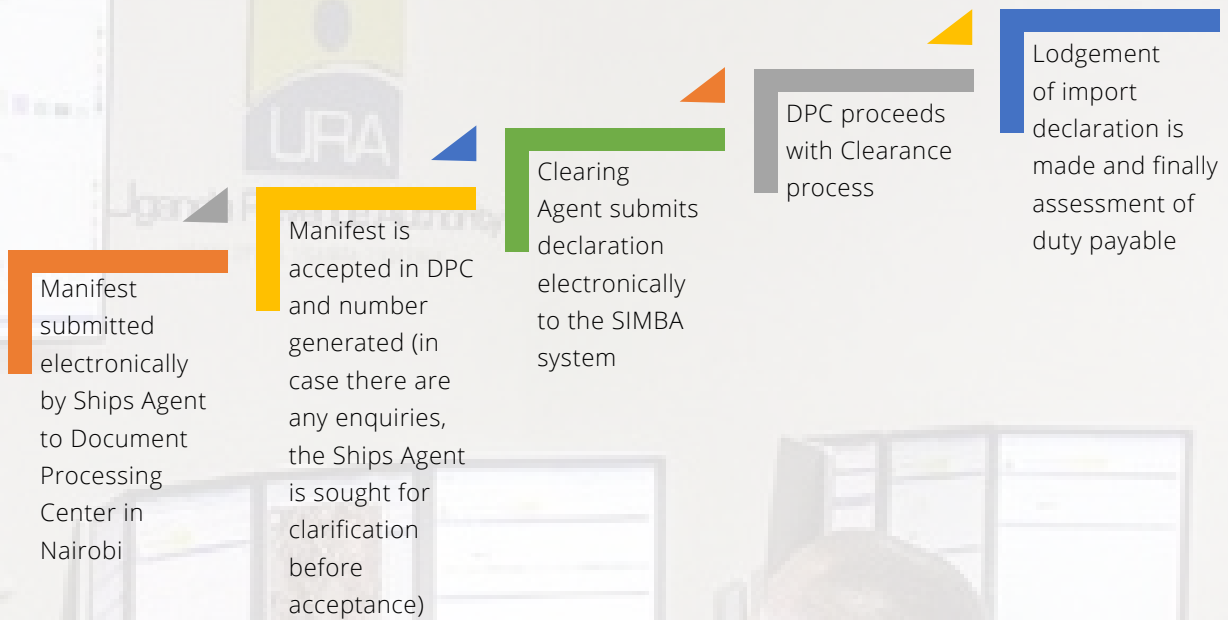 URA
Uganda Revenue Authority
Manifest
submitted
electronically
by Ships Agent
to Document
Processing
Center in
Nairobi
Manifest is
accepted in DPC
and number
generated (in
case there are
any enquiries,
the Ships Agent
is sought for
clarification
before
acceptance)
Clearing
Agent submits
declaration
electronically
to the SIMBA
system
DPC proceeds
with Clearance
process
Lodgement
of import
declaration is
made and finally
assessment of
duty payable